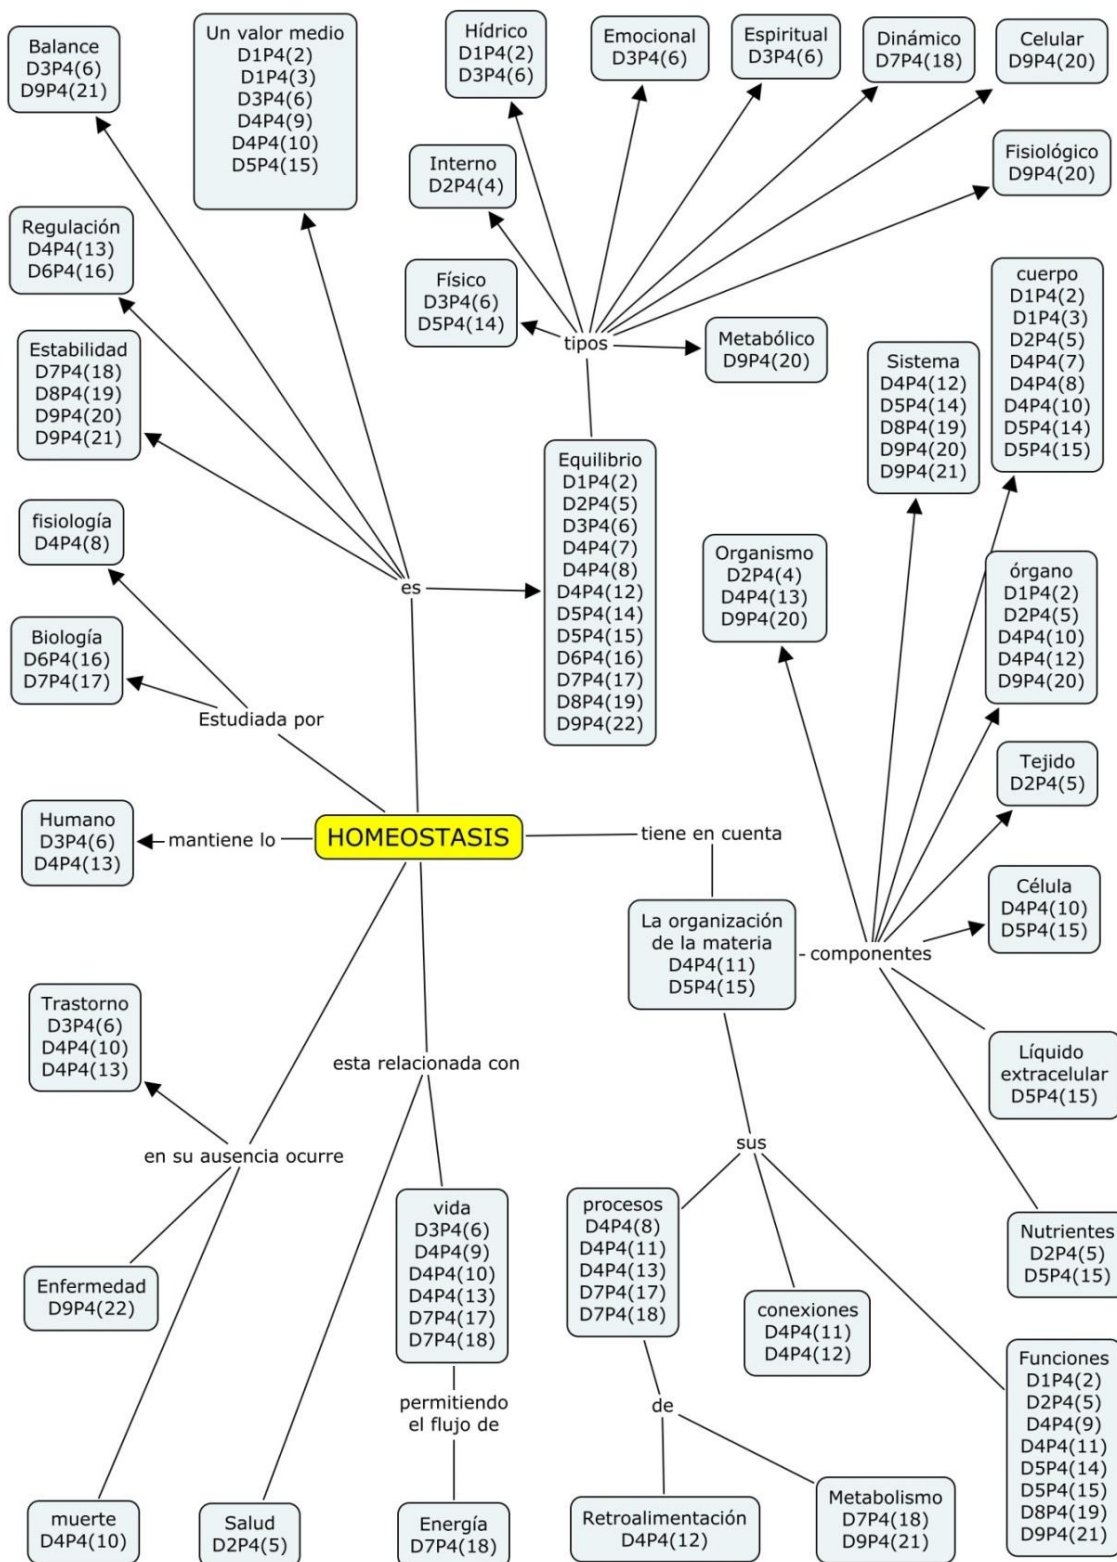 Balance
D3P4(6)
D9P4(21)
Un valor medio
D1P4(2)
D1P4(3)
D3P4(6)
D4P4(9)
D4P4(10)
D5P4(15)
Hídrico
D1P4(2)
D3P4(6)
Emocional
D3P4(6)
Espiritual
D3P4(6)
Dinámico
D7P4(18)
Celular
D9P4(20)
Interno
D2P4(4)
Fisiológico
D9P4(20)
Regulación
D4P4(13)
D6P4(16)
Físico
D3P4(6)
D5P4(14)
tipos
Metabólico
D9P4(20)
Estabilidad
D7P4(18)
D8P4(19)
D9P4(20)
D9P4(21)
Sistema
D4P4(12)
D5P4(14)
D8P4(19)
D9P4(20)
D9P4(21)
cuerpo
D1P4(2)
D1P4(3)
D2P4(5)
D4P4(7)
D4P4(8)
D4P4(10)
D5P4(14)
D5P4(15)
Equilibrio
D1P4(2)
D2P4(5)
D3P4(6)
D4P4(7)
D4P4(8)
D4P4(12)
D5P4(14)
D5P4(15)
D6P4(16)
D7P4(17)
D8P4(19)
D9P4(22)
fisiología
D4P4(8)
es
Organismo
D2P4(4)
D4P4(13)
D9P4(20)
órgano
D1P4(2)
D2P4(5)
D4P4(10)
D4P4(12)
D9P4(20)
Biología
D6P4(16)
D7P4(17)
Estudiada por
Tejido
D2P4(5)
Humano
D3P4(6)
D4P4(13)
mantiene lo
HOMEOSTASIS
tiene en cuenta
Célula
D4P4(10)
D5P4(15)
La organización
de la materia
D4P4(11)
D5P4(15)
componentes
Trastorno
D3P4(6)
D4P4(10)
D4P4(13)
esta relacionada con
Líquido
extracelular
D5P4(15)
en su ausencia ocurre
sus
vida
D3P4(6)
D4P4(9)
D4P4(10)
D4P4(13)
D7P4(17)
D7P4(18)
procesos
D4P4(8)
D4P4(11)
D4P4(13)
D7P4(17)
D7P4(18)
Nutrientes
D2P4(5)
D5P4(15)
Enfermedad
D9P4(22)
conexiones
D4P4(11)
D4P4(12)
permitiendo
el flujo de
de
Funciones
D1P4(2)
D2P4(5)
D4P4(9)
D4P4(11)
D5P4(14)
D5P4(15)
D8P4(19)
D9P4(21)
muerte
D4P4(10)
Salud
D2P4(5)
Energía
D7P4(18)
Retroalimentación
D4P4(12)
Metabolismo
D7P4(18)
D9P4(21)